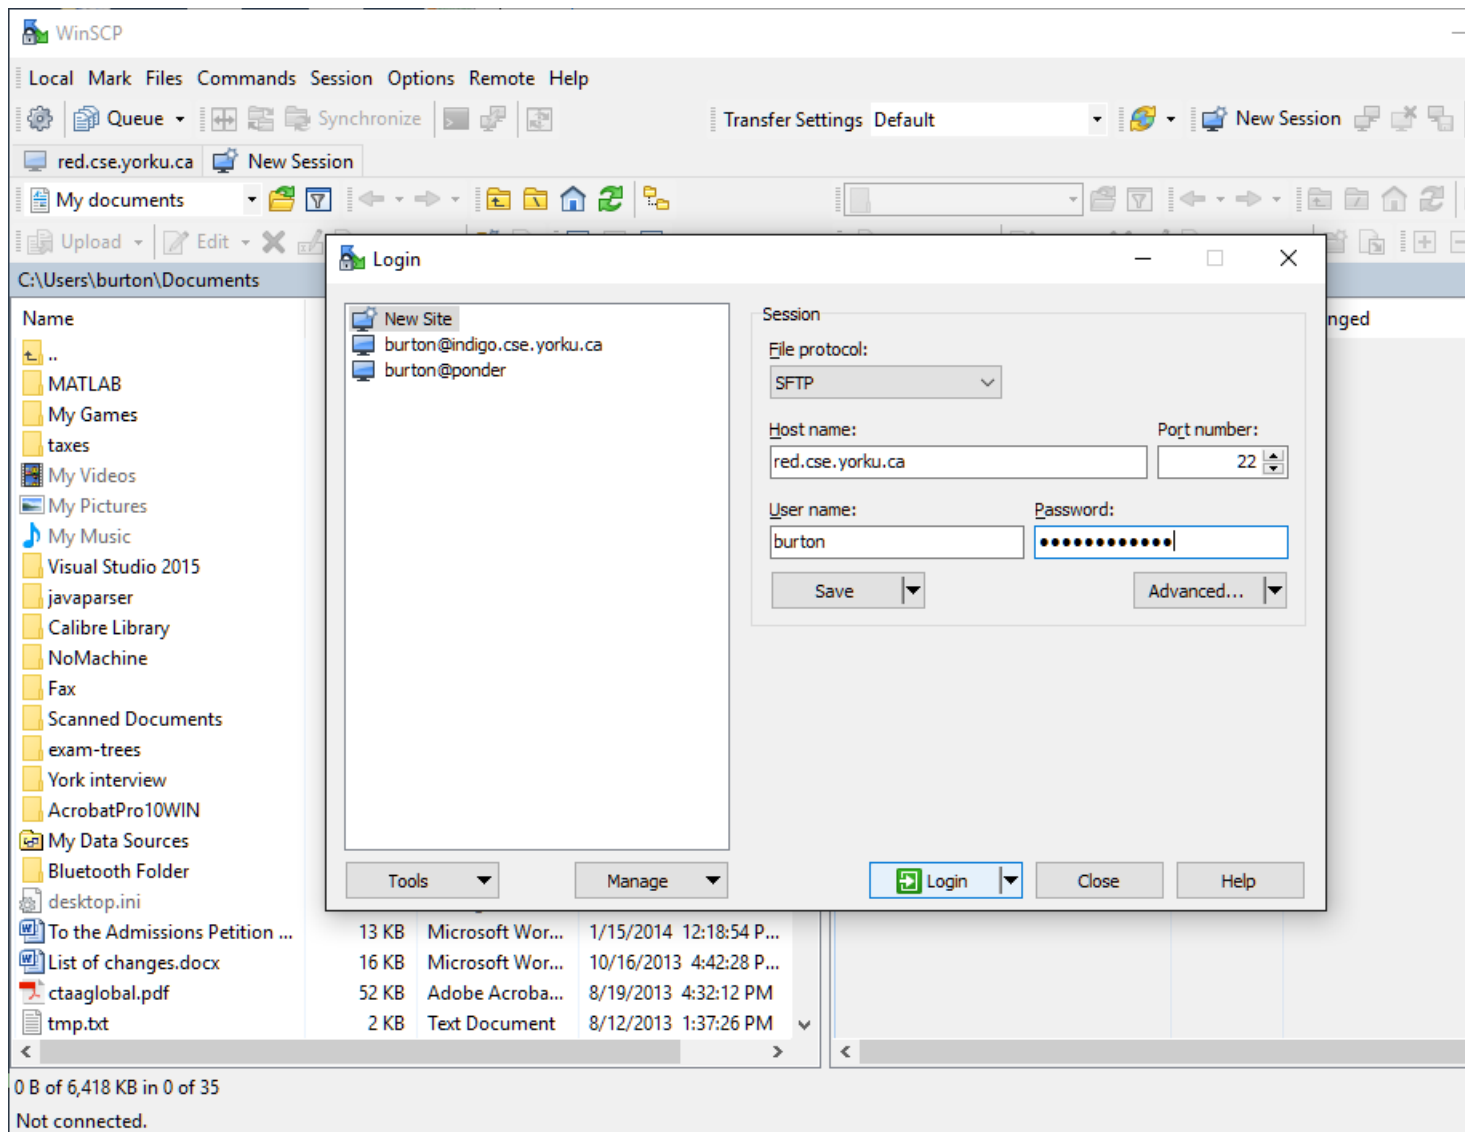 WinSCP
Local Mark Files Commands Session Options Remote Help
Queue Synchronize Transfer Settings Default New Session
red.cse.yorku.ca New Session
My documents
Upload Edit
Login
C:\Users\burton\Documents
Name nged
New Site
burton@indigo.cse.yorku.ca
burton@ponder
Session
File protocol:
SFTP
Host name: Port number:
red.cse.yorku.ca 22
User name: Password:
burton ••••••••••••
Save Advanced...
Tools Manage Login Close Help
..
MATLAB
My Games
taxes
My Videos
My Pictures
My Music
Visual Studio 2015
javaparser
Calibre Library
NoMachine
Fax
Scanned Documents
exam-trees
York interview
AcrobatPro10WIN
My Data Sources
Bluetooth Folder
desktop.ini
To the Admissions Petition ... 13 KB Microsoft Wor... 1/15/2014 12:18:54 P...
List of changes.docx 16 KB Microsoft Wor... 10/16/2013 4:42:28 P...
ctaaglobal.pdf 52 KB Adobe Acroba... 8/19/2013 4:32:12 PM
tmp.txt 2 KB Text Document 8/12/2013 1:37:26 PM
0 B of 6,418 KB in 0 of 35
Not connected.